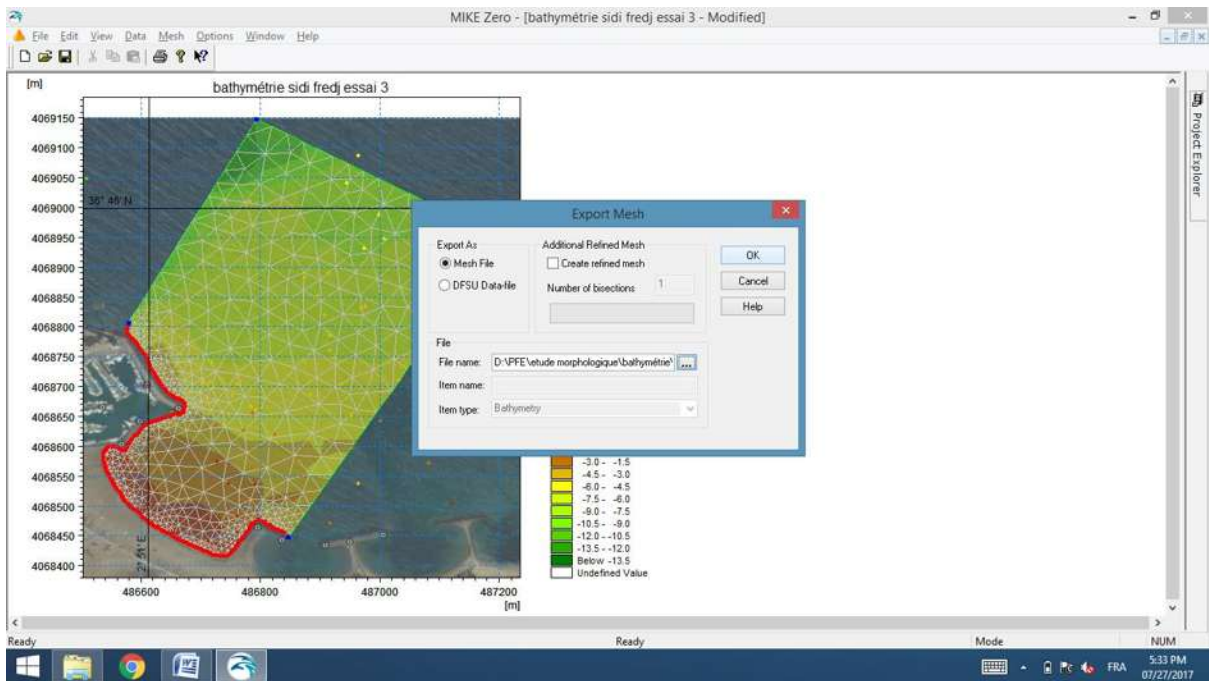 MIKE Zero - [bathymétrie sidi fredj essai 3 - Modified]
File Edit View Data Mesh Options Window Help
[m]
bathymétrie sidi fredj essai 3
4069150
4069100
4069050
4069000
4068950
4068900
4068850
4068800
4068750
4068700
4068650
4068600
4068550
4068500
4068450
4068400
36° 46' N
2° 51' E
486600 486800 487000 487200
[m]
Export Mesh
Export As
Mesh File
DFSU Data-file
Additional Refined Mesh
Create refined mesh
Number of bisections 1
OK
Cancel
Help
File
File name: D:\PFE\etude morphologique\bathymétrie\ ...
Item name:
Item type: Bathymetry
-3.0 - -1.5
-4.5 - -3.0
-6.0 - -4.5
-7.5 - -6.0
-9.0 - -7.5
-10.5 - -9.0
-12.0 - -10.5
-13.5 - -12.0
Below -13.5
Undefined Value
Project Explorer
Ready Ready Mode NUM
FRA 5:33 PM
07/27/2017